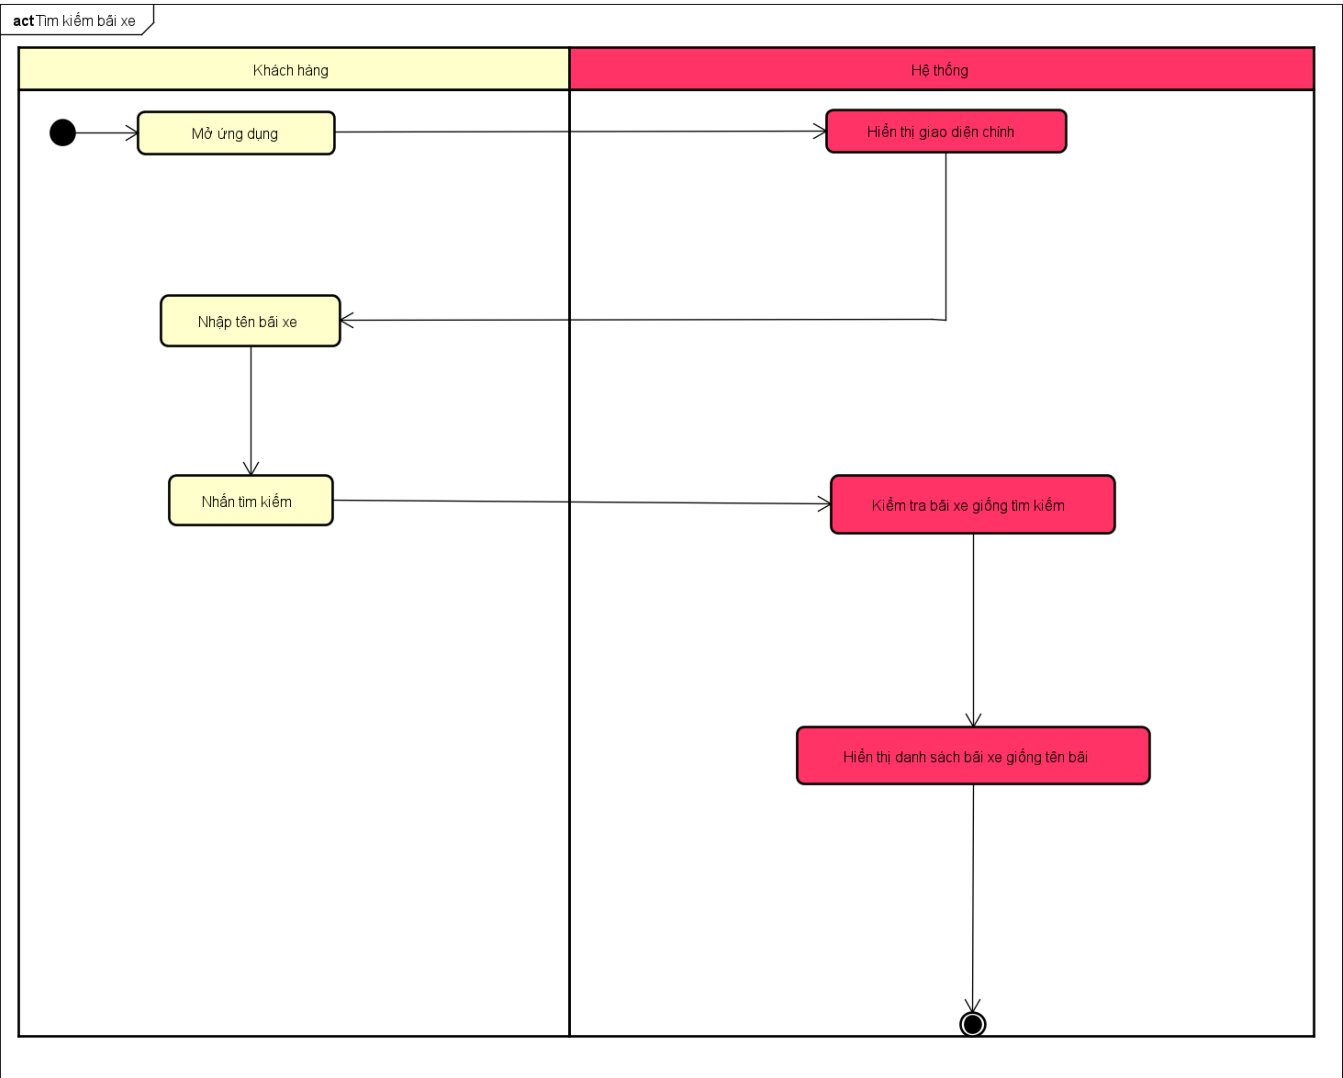 act Tìm kiếm bãi xe
Khách hàng
Hệ thống
Mở ứng dụng
Hiển thị giao diện chính
Nhập tên bãi xe
Nhấn tìm kiếm
Kiểm tra bãi xe giống tìm kiếm
Hiển thị danh sách bãi xe giống tên bãi